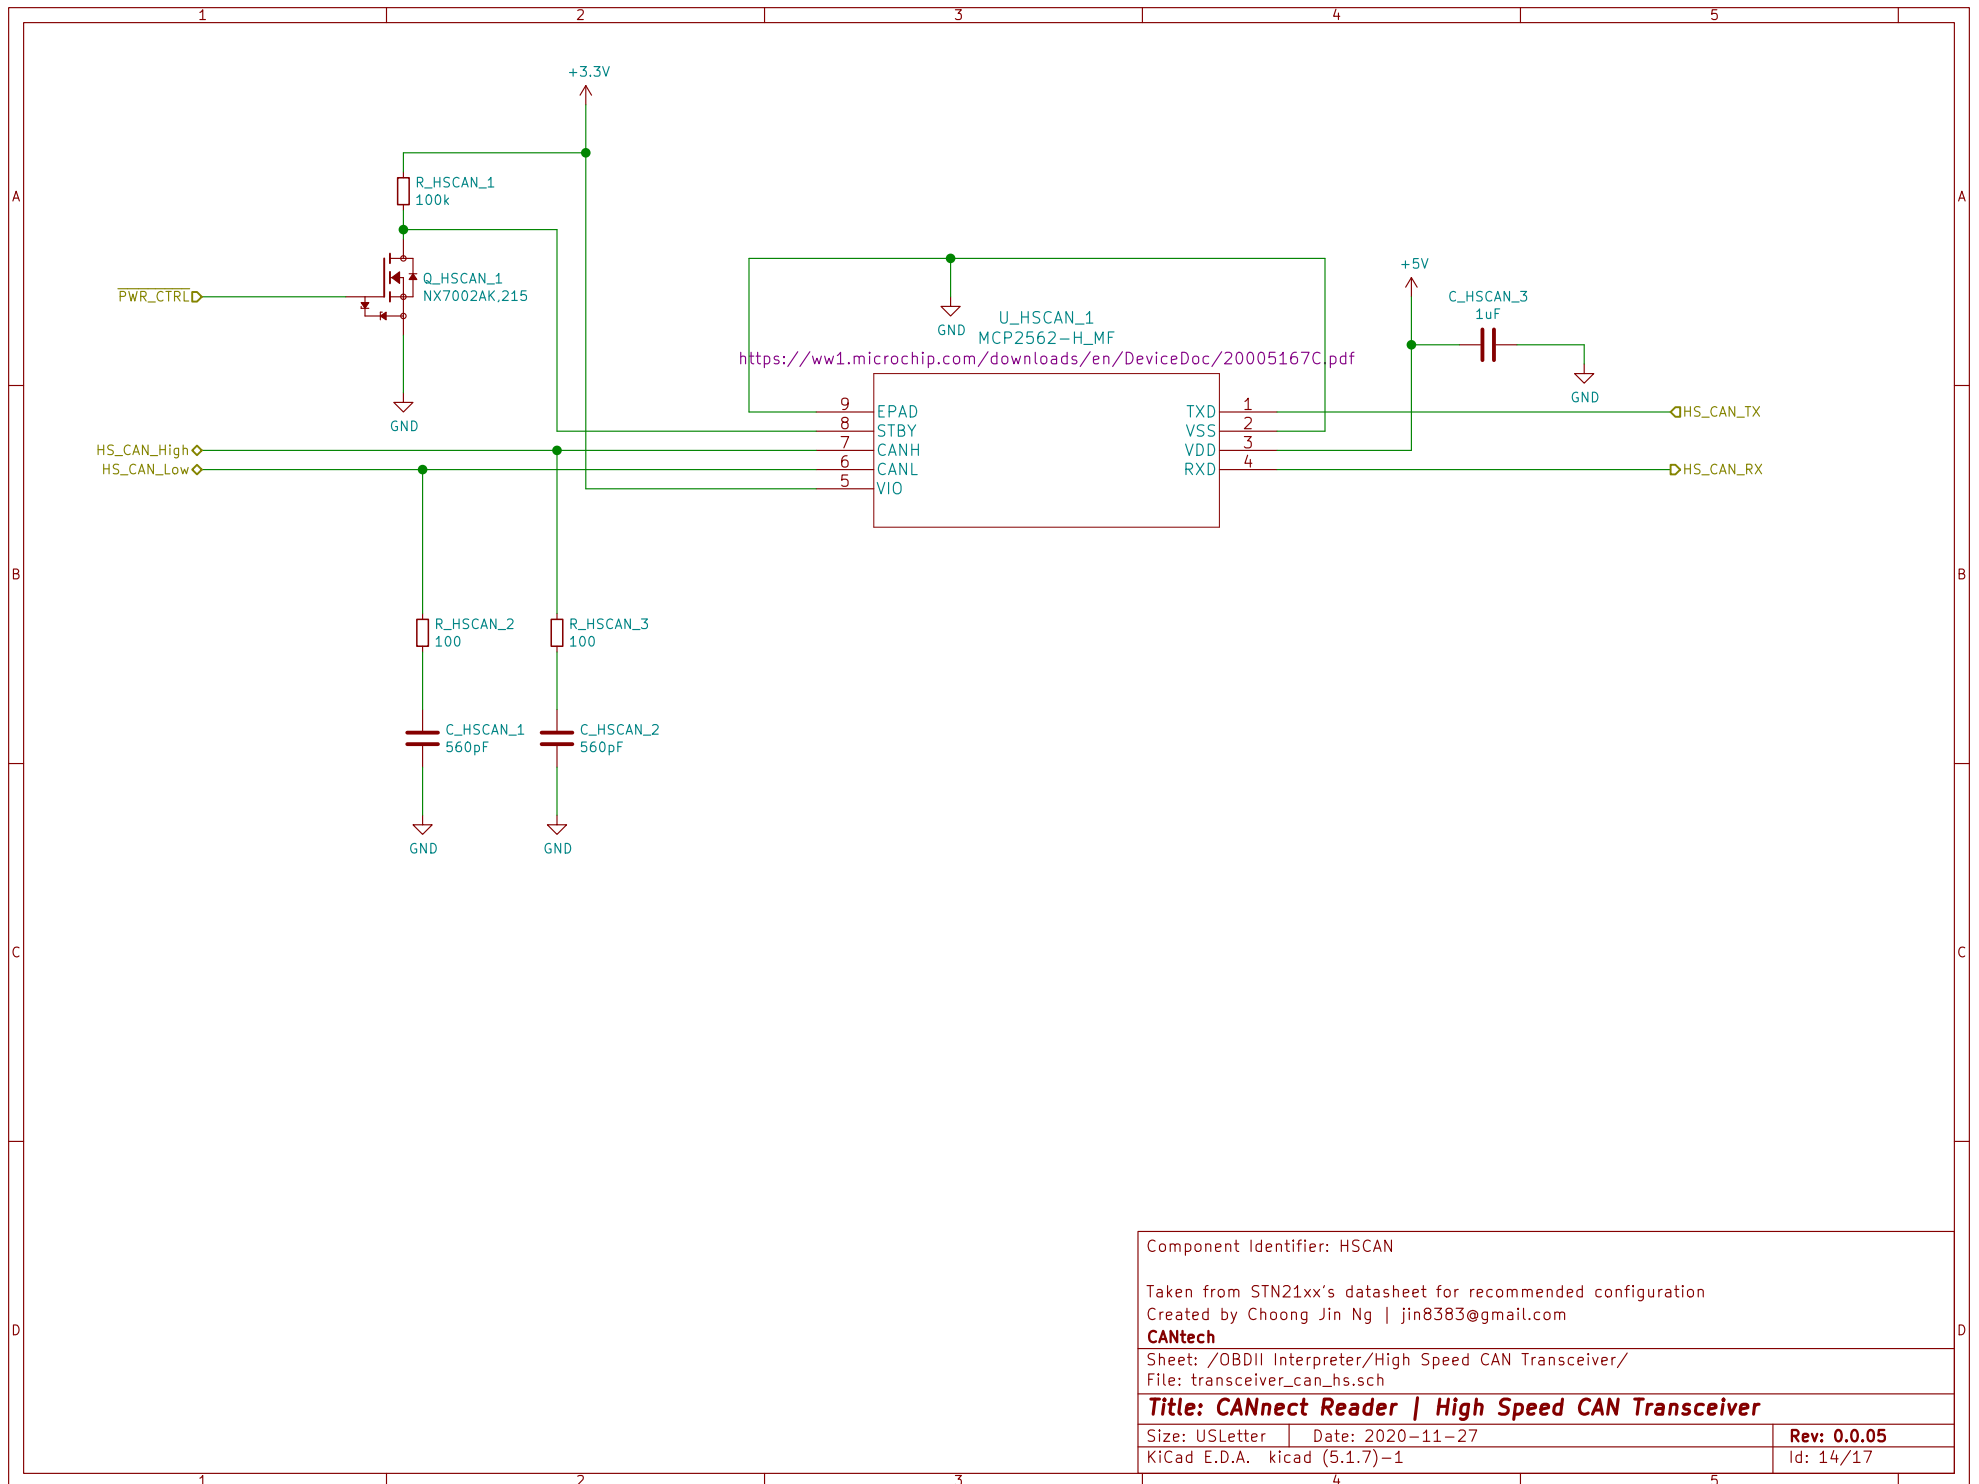 1 2 3 4 5
+3.3V
R_HSCAN_1
100k
A A
+5V
Q_HSCAN_1
NX7002AK,215
PWR_CTRL
C_HSCAN_3
1uF
GND
U_HSCAN_1
MCP2562-H_MF
https://ww1.microchip.com/downloads/en/DeviceDoc/20005167C.pdf
GND
GND
9 EPAD TXD 1 HS_CAN_TX
8 STBY VSS 2
HS_CAN_High 7 CANH VDD 3
HS_CAN_Low 6 CANL RXD 4 HS_CAN_RX
5 VIO
B B
R_HSCAN_2
100
R_HSCAN_3
100
C_HSCAN_1
560pF
C_HSCAN_2
560pF
GND GND
C C
Component Identifier: HSCAN
Taken from STN21xx's datasheet for recommended configuration
Created by Choong Jin Ng | jin8383@gmail.com
CANtech
D D
Sheet: /OBDII Interpreter/High Speed CAN Transceiver/
File: transceiver_can_hs.sch
Title: CANnect Reader | High Speed CAN Transceiver
Size: USLetter Date: 2020-11-27 Rev: 0.0.05
KiCad E.D.A. kicad (5.1.7)-1 Id: 14/17
1 2 3 4 5